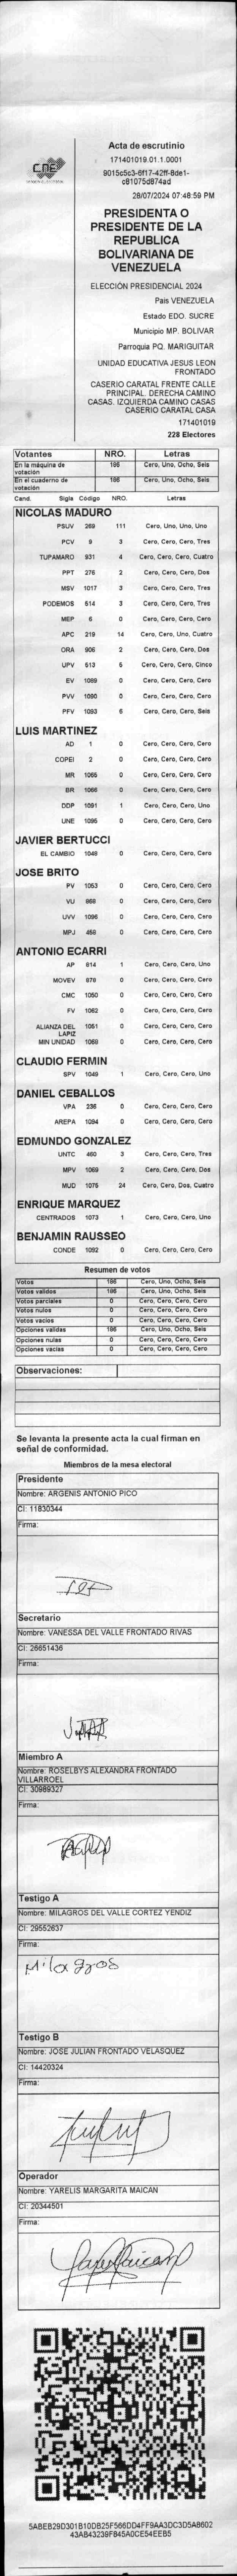 CNE
Acta de escrutinio
171401019.01.1.0001
9015c5c3-6f17-42ff-8de1-
c81075d874ad
28/07/2024 07:48:59 PM
PRESIDENTA O
PRESIDENTE DE LA
REPUBLICA
BOLIVARIANA DE
VENEZUELA
ELECCIÓN PRESIDENCIAL 2024
País VENEZUELA
Estado EDO. SUCRE
Municipio MP. BOLIVAR
Parroquia PQ. MARIGUITAR
UNIDAD EDUCATIVA JESUS LEON
FRONTADO
CASERIO CARATAL FRENTE CALLE
PRINCIPAL. DERECHA CAMINO
CASAS. IZQUIERDA CAMINO CASAS
CASERIO CARATAL CASA
171401019
228 Electores
Votantes NRO. Letras
En la máquina de
votación 186 Cero, Uno, Ocho, Seis
En el cuaderno de
votación 186 Cero, Uno, Ocho, Seis
Cand. Sigla Código NRO. Letras
NICOLAS MADURO
PSUV 269 111 Cero, Uno, Uno, Uno
PCV 9 3 Cero, Cero, Cero, Tres
TUPAMARO 931 4 Cero, Cero, Cero, Cuatro
PPT 276 2 Cero, Cero, Cero, Dos
MSV 1017 3 Cero, Cero, Cero, Tres
PODEMOS 514 3 Cero, Cero, Cero, Tres
MEP 6 0 Cero, Cero, Cero, Cero
APC 219 14 Cero, Cero, Uno, Cuatro
ORA 906 2 Cero, Cero, Cero, Dos
UPV 513 5 Cero, Cero, Cero, Cinco
EV 1089 0 Cero, Cero, Cero, Cero
PVV 1090 0 Cero, Cero, Cero, Cero
PFV 1093 6 Cero, Cero, Cero, Seis
LUIS MARTINEZ
AD 1 0 Cero, Cero, Cero, Cero
COPEI 2 0 Cero, Cero, Cero, Cero
MR 1065 0 Cero, Cero, Cero, Cero
BR 1066 0 Cero, Cero, Cero, Cero
DDP 1091 1 Cero, Cero, Cero, Uno
UNE 1095 0 Cero, Cero, Cero, Cero
JAVIER BERTUCCI
EL CAMBIO 1048 0 Cero, Cero, Cero, Cero
JOSE BRITO
PV 1053 0 Cero, Cero, Cero, Cero
VU 968 0 Cero, Cero, Cero, Cero
UVV 1096 0 Cero, Cero, Cero, Cero
MPJ 458 0 Cero, Cero, Cero, Cero
ANTONIO ECARRI
AP 814 1 Cero, Cero, Cero, Uno
MOVEV 878 0 Cero, Cero, Cero, Cero
CMC 1050 0 Cero, Cero, Cero, Cero
FV 1062 0 Cero, Cero, Cero, Cero
ALIANZA DEL
LAPIZ 1051 0 Cero, Cero, Cero, Cero
MIN UNIDAD 1068 0 Cero, Cero, Cero, Cero
CLAUDIO FERMIN
SPV 1049 1 Cero, Cero, Cero, Uno
DANIEL CEBALLOS
VPA 236 0 Cero, Cero, Cero, Cero
AREPA 1094 0 Cero, Cero, Cero, Cero
EDMUNDO GONZALEZ
UNTC 460 3 Cero, Cero, Cero, Tres
MPV 1069 2 Cero, Cero, Cero, Dos
MUD 1075 24 Cero, Cero, Dos, Cuatro
ENRIQUE MARQUEZ
CENTRADOS 1073 1 Cero, Cero, Cero, Uno
BENJAMIN RAUSSEO
CONDE 1092 0 Cero, Cero, Cero, Cero
Resumen de votos
Votos 186 Cero, Uno, Ocho, Seis
Votos validos 186 Cero, Uno, Ocho, Seis
Votos parciales 0 Cero, Cero, Cero, Cero
Votos nulos 0 Cero, Cero, Cero, Cero
Votos vacios 0 Cero, Cero, Cero, Cero
Opciones validas 186 Cero, Uno, Ocho, Seis
Opciones nulas 0 Cero, Cero, Cero, Cero
Opciones vacias 0 Cero, Cero, Cero, Cero
Observaciones:
Se levanta la presente acta la cual firman en
señal de conformidad.
Miembros de la mesa electoral
Presidente
Nombre: ARGENIS ANTONIO PICO
CI: 11830344
Firma:
Secretario
Nombre: VANESSA DEL VALLE FRONTADO RIVAS
CI: 26651436
Firma:
Miembro A
Nombre: ROSELBYS ALEXANDRA FRONTADO
VILLARROEL
CI: 30989327
Firma:
Testigo A
Nombre: MILAGROS DEL VALLE CORTEZ YENDIZ
CI: 29552637
Firma:
Milagros
Testigo B
Nombre: JOSE JULIAN FRONTADO VELASQUEZ
CI: 14420324
Firma:
Operador
Nombre: YARELIS MARGARITA MAICAN
CI: 20344501
Firma:
5ABEB29D301B10DB25F566DD4FF9AA3DC3D5A8602
43AB43239F845A0CE54EEB5